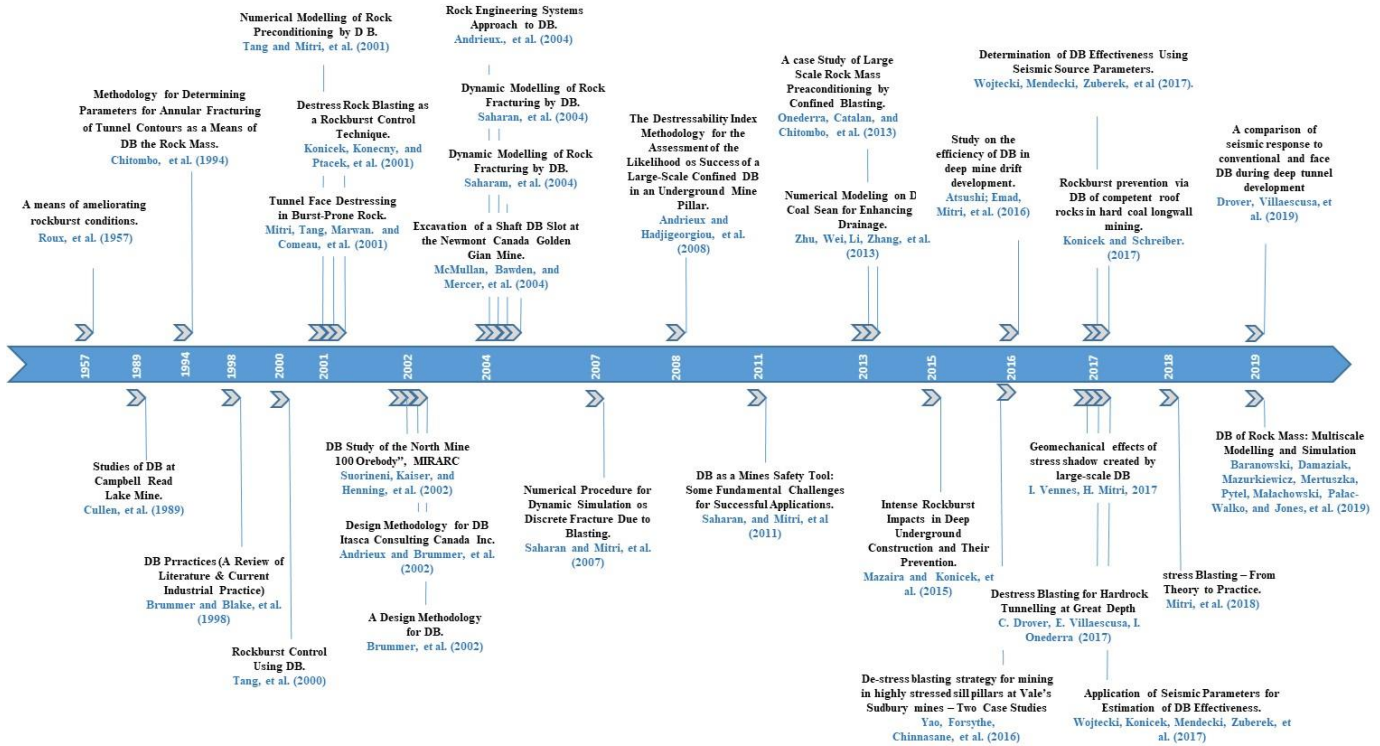 Numerical Modelling of Rock
Preconditioning by D B.
Tang and Mitri, et al. (2001)
Rock Engineering Systems
Approach to DB.
Andrieux., et al. (2004)
Methodology for Determining
Parameters for Annular Fracturing
of Tunnel Contours as a Means of
DB the Rock Mass.
Chitombo, et al. (1994)
Destress Rock Blasting as
a Rockburst Control
Technique.
Konicek, Konecny, and
Ptacek, et al. (2001)
Dynamic Modelling of Rock
Fracturing by DB.
Saharan, et al. (2004)
Dynamic Modelling of Rock
Fracturing by DB.
Saharam, et al. (2004)
The Destressability Index
Methodology for the
Assessment of the
Likelihood os Success of a
Large-Scale Confined DB
in an Underground Mine
Pillar.
Andrieux and
Hadjigeorgiou, et al.
(2008)
A case Study of Large
Scale Rock Mass
Preaconditioning by
Confined Blasting.
Onederra, Catalan, and
Chitombo, et al. (2013)
Determination of DB Effectiveness Using
Seismic Source Parameters.
Wojtecki, Mendecki, Zuberek, et al (2017).
Study on the
efficiency of DB in
deep mine drift
development.
Atsushi; Emad,
Mitri, et al. (2016)
A comparison of
seismic response to
conventional and face
DB during deep tunnel
development
Drover, Villaescusa, et
al. (2019)
A means of ameliorating
rockburst conditions.
Roux, et al. (1957)
Tunnel Face Destressing
in Burst-Prone Rock.
Mitri, Tang, Marwan. and
Comeau, et al. (2001)
Excavation of a Shaft DB Slot at
the Newmont Canada Golden
Gian Mine.
McMullan, Bawden, and
Mercer, et al. (2004)
Numerical Modeling on D
Coal Sean for Enhancing
Drainage.
Zhu, Wei, Li, Zhang, et al.
(2013)
Rockburst prevention via
DB of competent roof
rocks in hard coal longwall
mining.
Konicek and Schreiber.
(2017)
1957
1989
1994
1998
2000
2001
2002
2004
2007
2008
2011
2013
2015
2016
2017
2018
2019
Studies of DB at
Campbell Read
Lake Mine.
Cullen, et al. (1989)
DB Prractices (A Review of
Literature & Current
Industrial Practice)
Brummer and Blake, et al.
(1998)
Rockburst Control
Using DB.
Tang, et al. (2000)
DB Study of the North Mine
100 Orebody”, MIRARC
Suorineni, Kaiser, and
Henning, et al. (2002)
Design Methodology for DB
Itasca Consulting Canada Inc.
Andrieux and Brummer, et al.
(2002)
A Design Methodology
for DB.
Brummer, et al. (2002)
Numerical Procedure for
Dynamic Simulation os
Discrete Fracture Due to
Blasting.
Saharan and Mitri, et al.
(2007)
DB as a Mines Safety Tool:
Some Fundamental Challenges
for Successful Applications.
Saharan, and Mitri, et al
(2011)
Intense Rockburst
Impacts in Deep
Underground
Construction and Their
Prevention.
Mazaira and Konicek, et
al. (2015)
De-stress blasting strategy for mining
in highly stressed sill pillars at Vale's
Sudbury mines – Two Case Studies
Yao, Forsythe,
Chinnasane, et al. (2016)
Geomechanical effects of
stress shadow created by
large-scale DB
I. Vennes, H. Mitri, 2017
Destress Blasting for Hardrock
Tunnelling at Great Depth
C. Drover, E. Villaescusa, I.
Onederra (2017)
Application of Seismic Parameters for
Estimation of DB Effectiveness.
Wojtecki, Konicek, Mendecki, Zuberek, et
al. (2017)
stress Blasting – From
Theory to Practice.
Mitri, et al. (2018)
DB of Rock Mass: Multiscale
Modelling and Simulation
Baranowski, Damaziak,
Mazurkiewicz, Mertuszka,
Pytel, Małachowski, Pałac-
Walko, and Jones, et al. (2019)